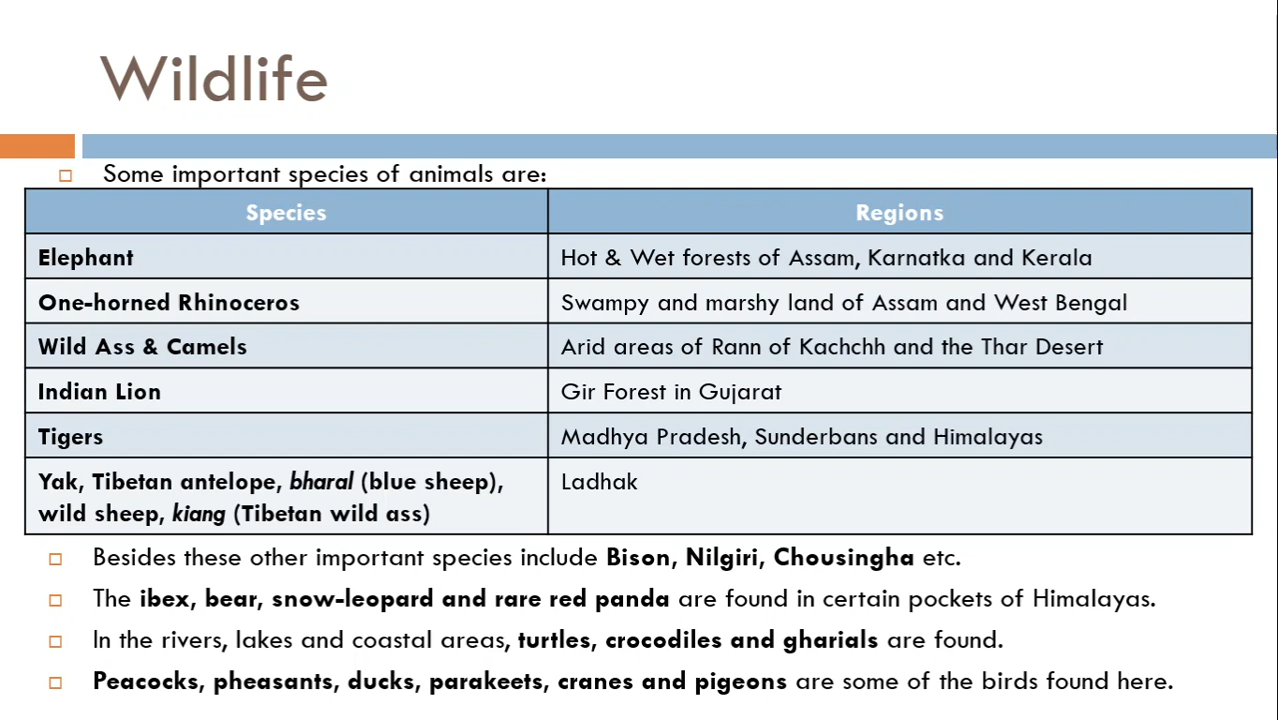 Wildlife
Some important species of animals are:
Species Regions
Elephant Hot & Wet forests of Assam, Karnatka and Kerala
One-horned Rhinoceros Swampy and marshy land of Assam and West Bengal
Wild Ass & Camels Arid areas of Rann of Kachchh and the Thar Desert
Indian Lion Gir Forest in Gujarat
Tigers Madhya Pradesh, Sunderbans and Himalayas
Yak, Tibetan antelope, bharal (blue sheep), Ladhak
wild sheep, kiang (Tibetan wild ass)
Besides these other important species include Bison, Nilgiri, Chousingha etc.
The ibex, bear, snow-leopard and rare red panda are found in certain pockets of Himalayas.
In the rivers, lakes and coastal areas, turtles, crocodiles and gharials are found.
Peacocks, pheasants, ducks, parakeets, cranes and pigeons are some of the birds found here.